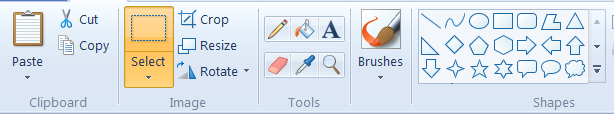 Paste
Cut
Copy
Clipboard
Select
Crop
Resize
Rotate
Image
A
Tools
Brushes
Shapes